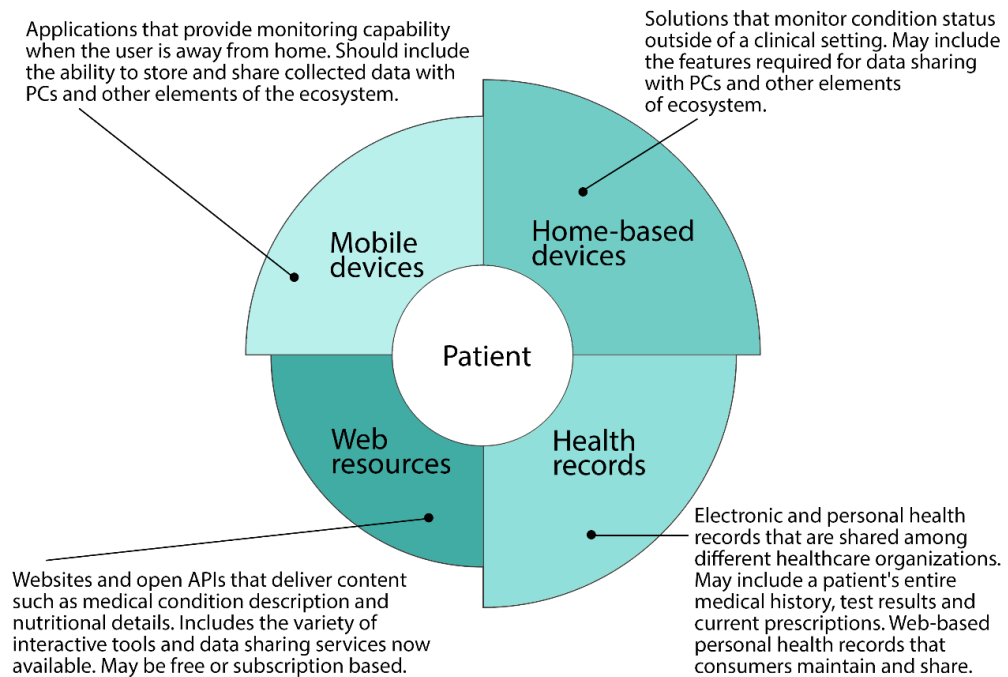 Applications that provide monitoring capability
when the user is away from home. Should include
the ability to store and share collected data with
PCs and other elements of the ecosystem.
Solutions that monitor condition status
outside of a clinical setting. May include
the features required for data sharing
with PCs and other elements
of ecosystem.
Mobile
devices
Home-based
devices
Patient
Web
resources
Health
records
Websites and open APIs that deliver content
such as medical condition description and
nutritional details. Includes the variety of
interactive tools and data sharing services now
available. May be free or subscription based.
Electronic and personal health
records that are shared among
different healthcare organizations.
May include a patient's entire
medical history, test results and
current prescriptions. Web-based
personal health records that
consumers maintain and share.